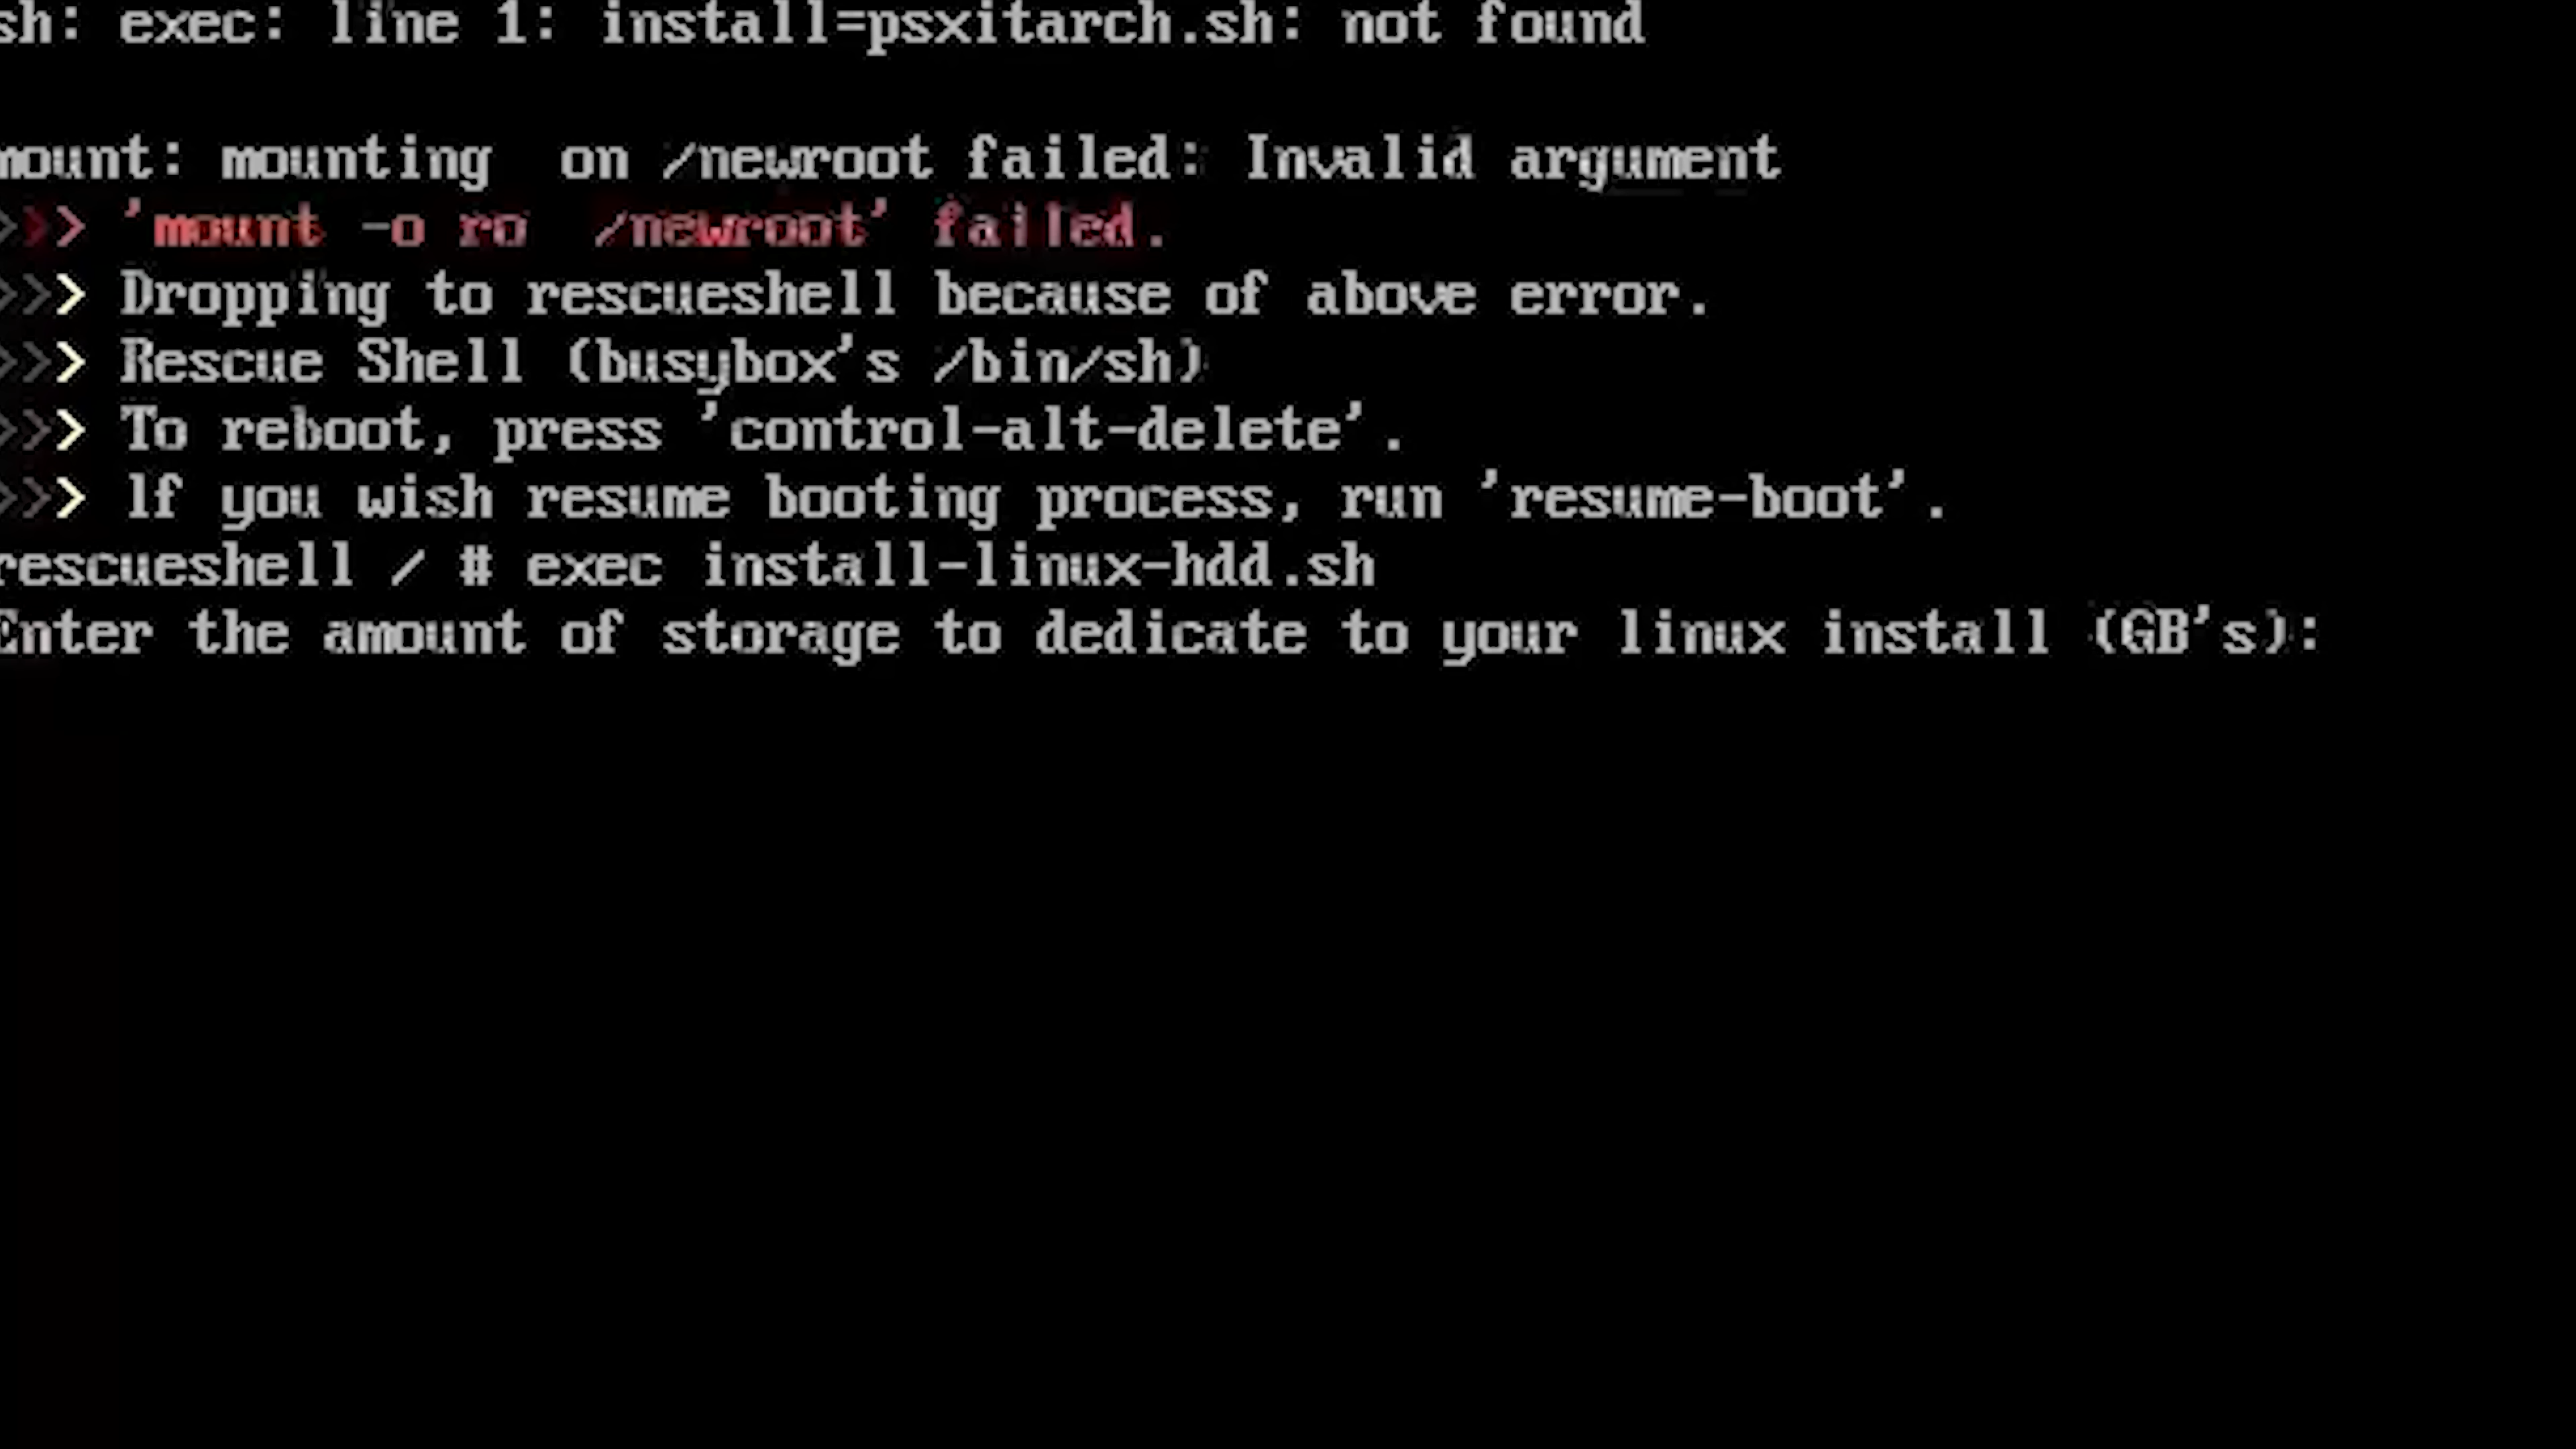 sh: exec: line 1: install=psxitarch.sh: not found
mount: mounting  on /newroot failed: Invalid argument
>>> 'mount -o ro  /newroot' failed.
>>> Dropping to rescueshell because of above error.
>>> Rescue Shell (busybox's /bin/sh)
>>> To reboot, press 'control-alt-delete'.
>>> If you wish resume booting process, run 'resume-boot'.
rescueshell / # exec install-linux-hdd.sh
Enter the amount of storage to dedicate to your linux install (GB's):